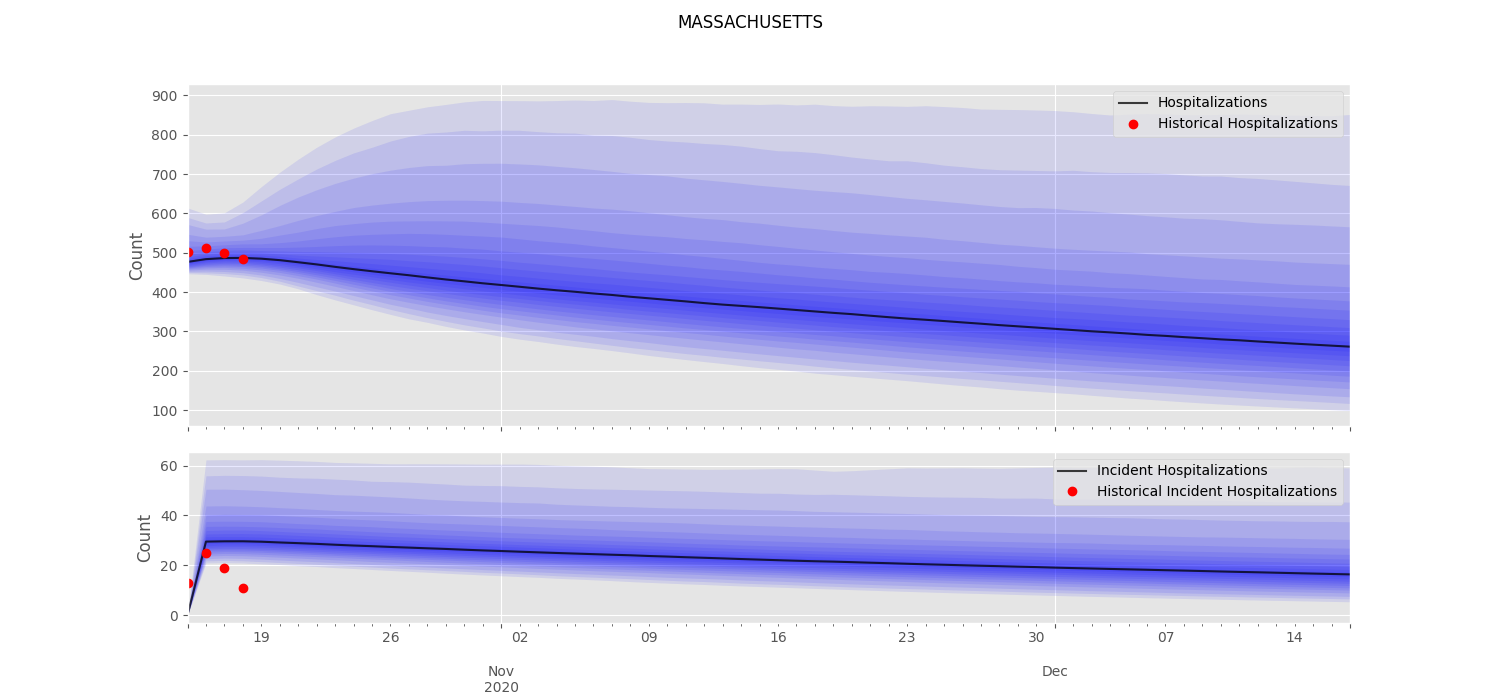 MASSACHUSETTS
Count
900
800
700
600
500
400
300
200
100
Hospitalizations
Historical Hospitalizations
Count
60
40
20
0
Incident Hospitalizations
Historical Incident Hospitalizations
19 26 02 09 16 23 30 07 14
Nov Dec
2020